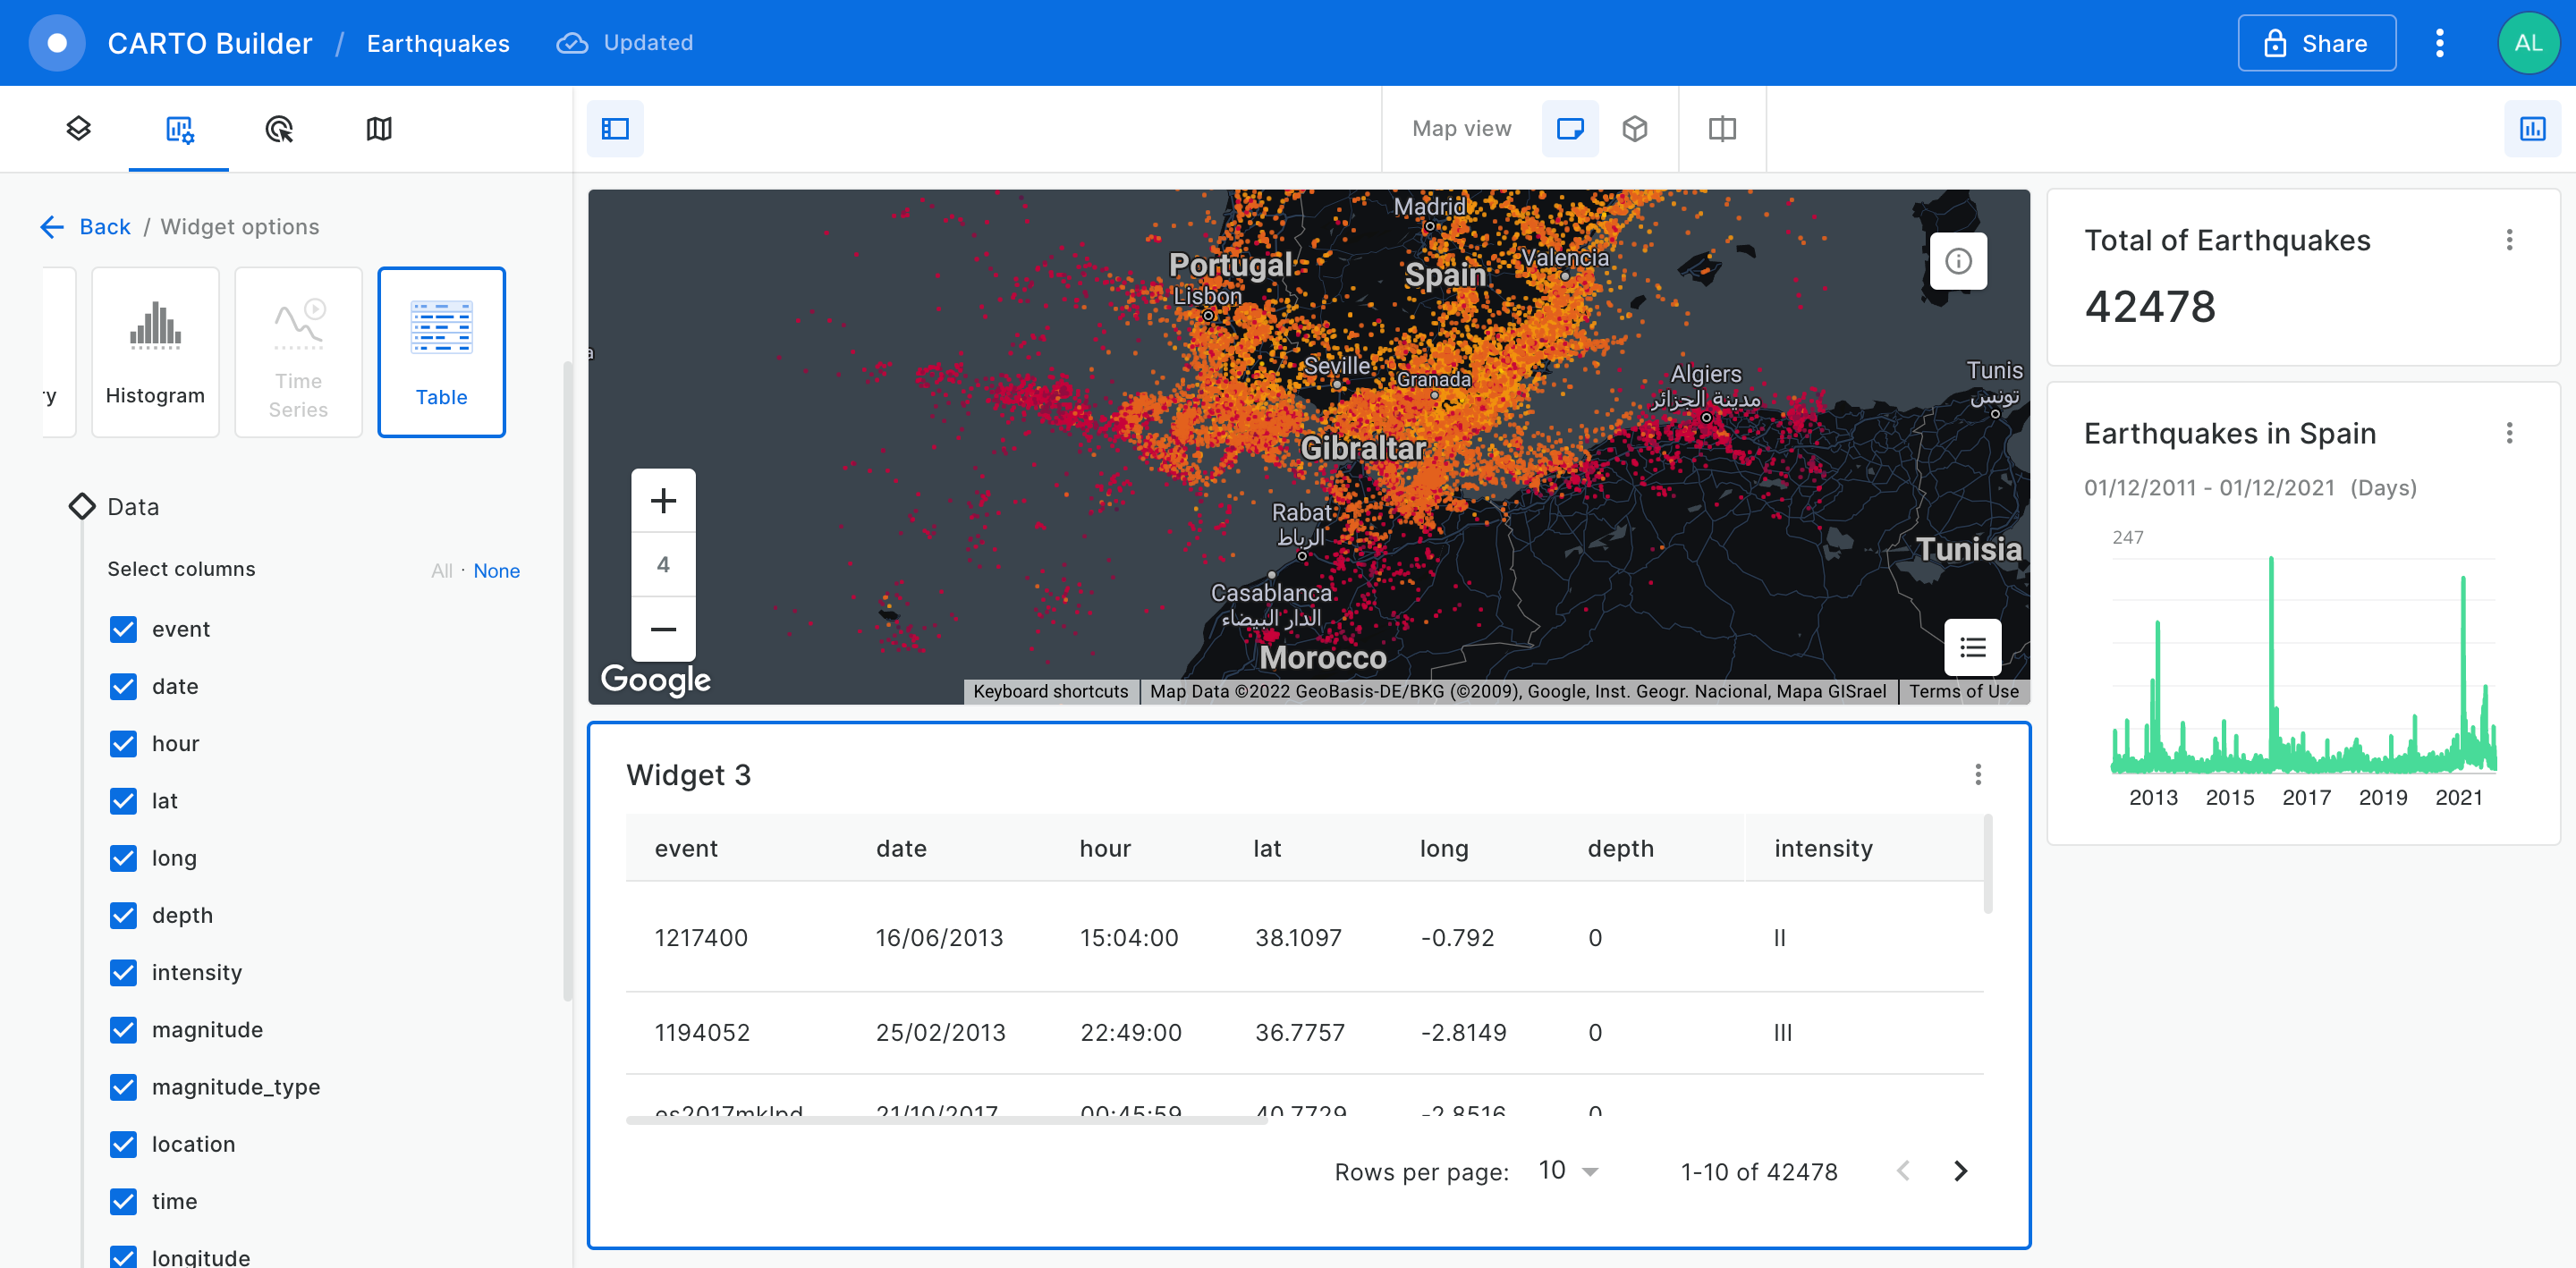 CARTO Builder / Earthquakes Updated
Share
AL
Map view
Back / Widget options
ry
Histogram
Time
Series
Table
Data
Select columns
All · None
event
date
hour
lat
long
depth
intensity
magnitude
magnitude_type
location
time
longitude
Madrid
Portugal
Spain
Valencia
Lisbon
Seville
Granada
Algiers
مدينة الجزائر
Tunis
تونس
Gibraltar
Rabat
الرباط
Tunisia
Casablanca
الدار البيضاء
Morocco
a
4
Google
Keyboard shortcuts
Map Data ©2022 GeoBasis-DE/BKG (©2009), Google, Inst. Geogr. Nacional, Mapa GISrael
Terms of Use
Widget 3
event date hour lat long depth intensity
1217400 16/06/2013 15:04:00 38.1097 -0.792 0 II
1194052 25/02/2013 22:49:00 36.7757 -2.8149 0 III
es2017mklpd 21/10/2017 00:45:59 40.7729 -2.8516 0
Rows per page: 10 1-10 of 42478
Total of Earthquakes
42478
Earthquakes in Spain
01/12/2011 - 01/12/2021 (Days)
247
2013 2015 2017 2019 2021